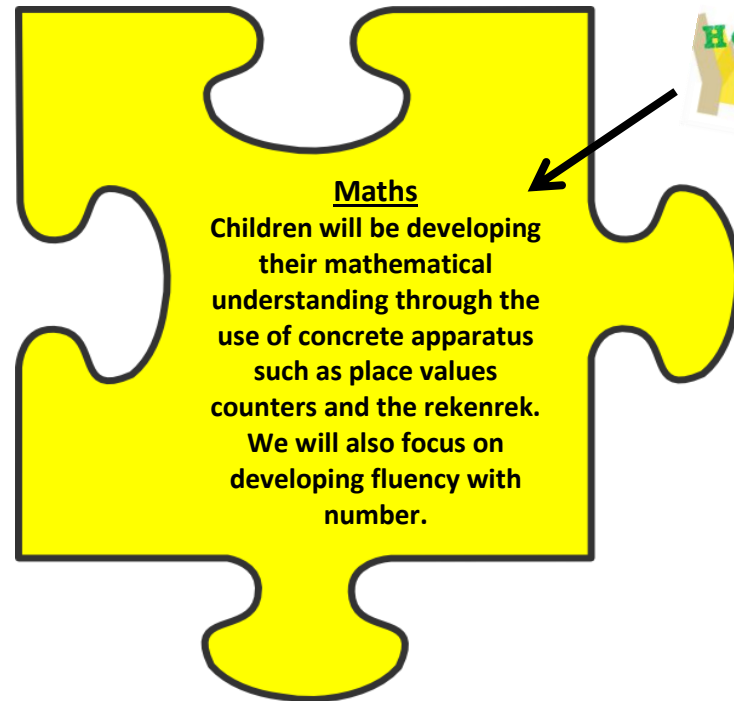 Maths
Children will be developing
their mathematical
understanding through the
use of concrete apparatus
such as place values
counters and the rekenrek.
We will also focus on
developing fluency with
number.